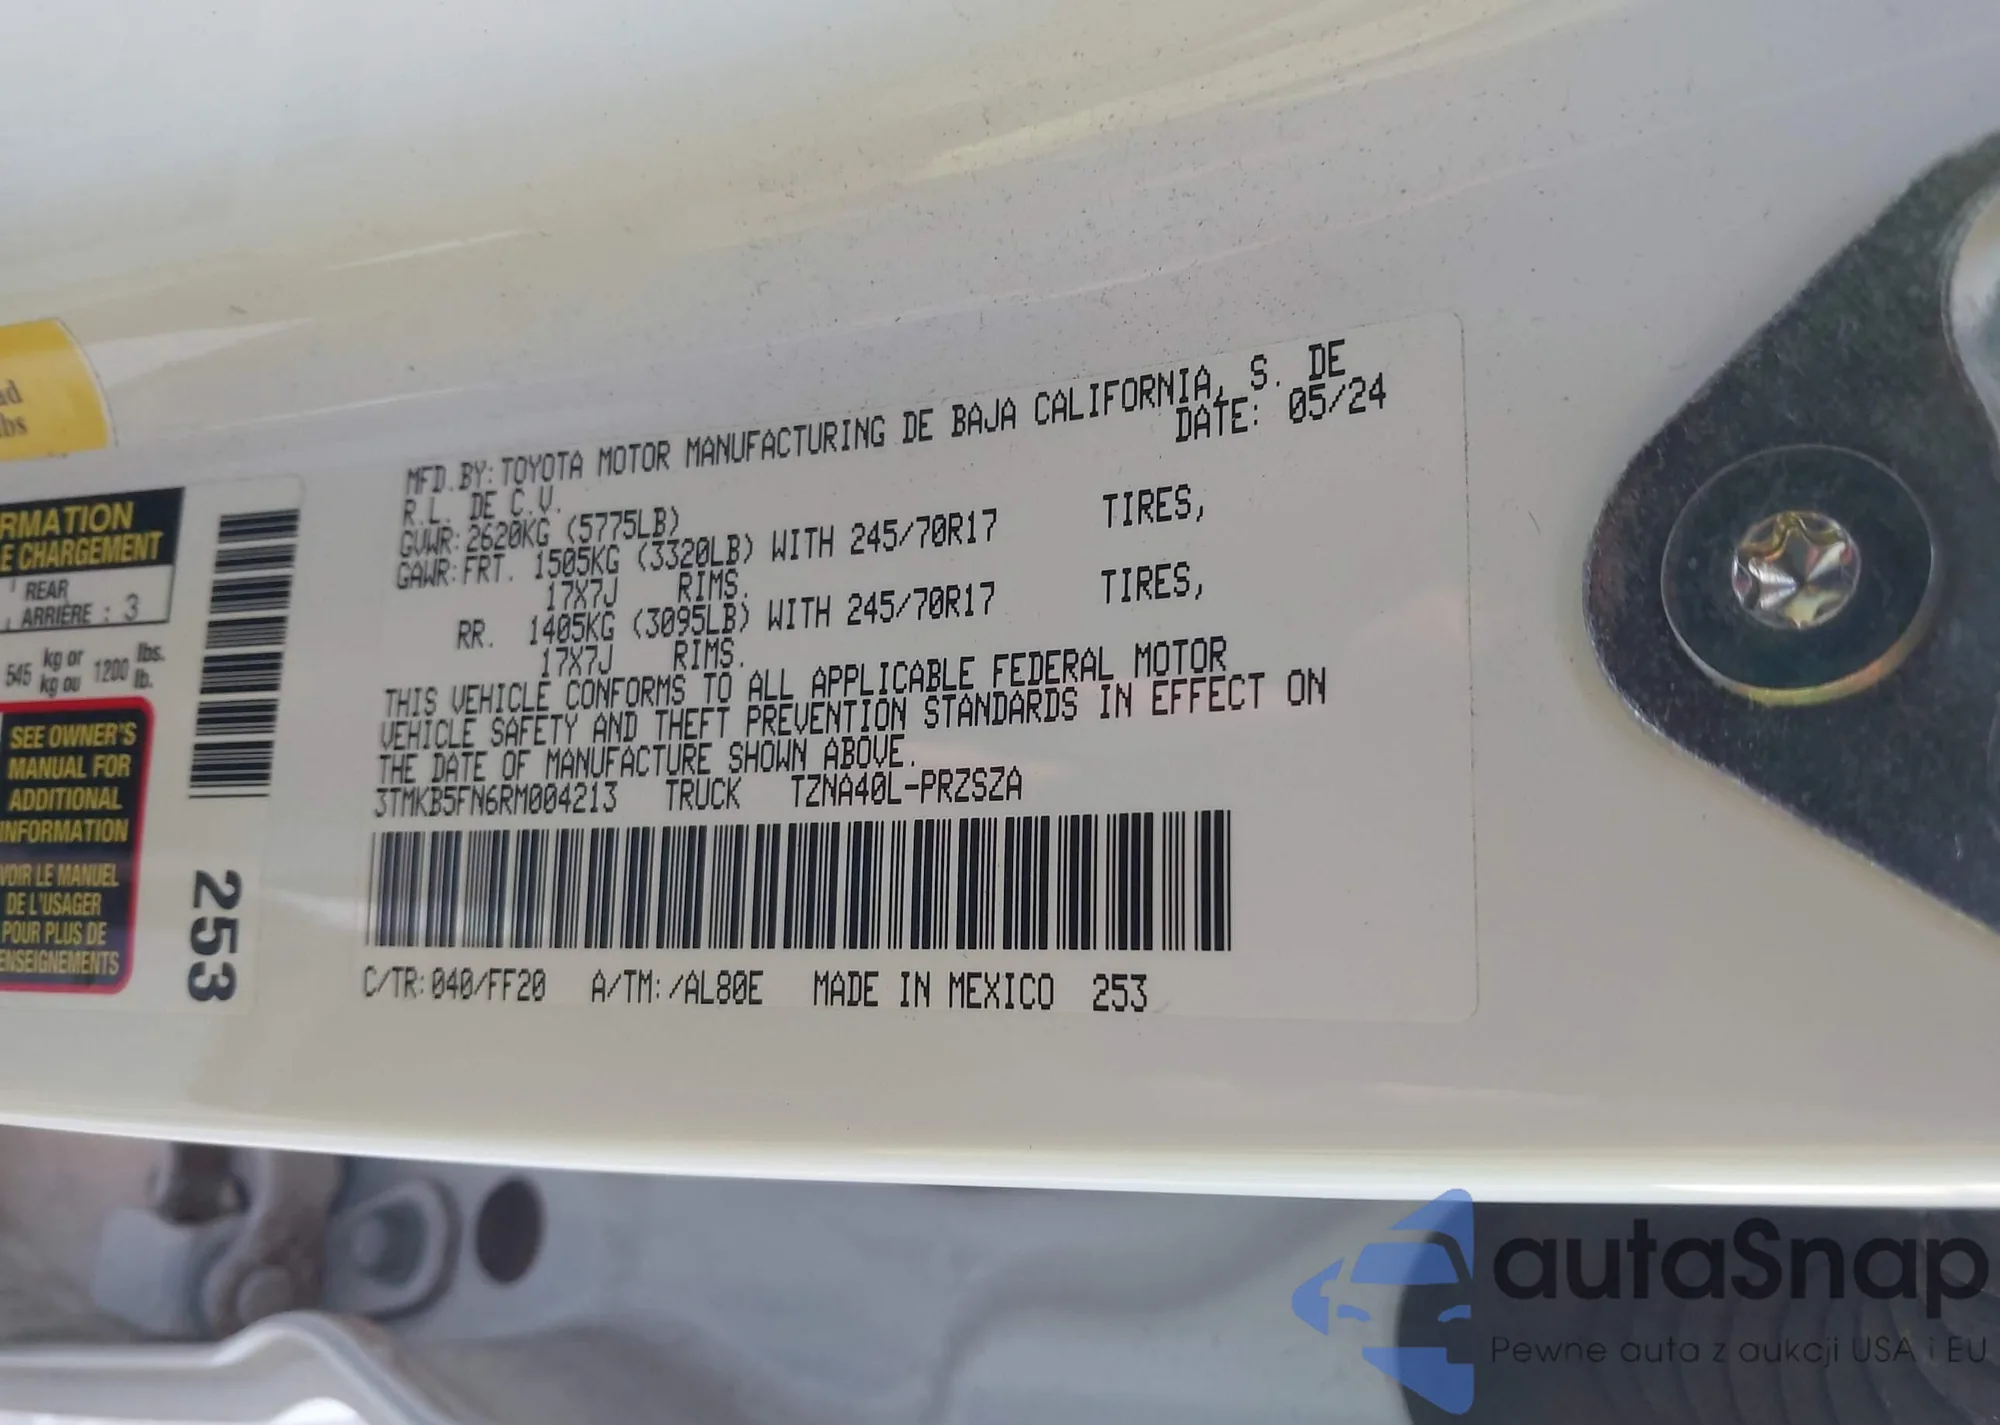 ad
lbs
RMATION
E CHARGEMENT
REAR
ARRIÈRE : 3
545 kg or 1200 lbs.
kg ou lb.
SEE OWNER'S
MANUAL FOR
ADDITIONAL
INFORMATION
VOIR LE MANUEL
DE L'USAGER
POUR PLUS DE
ENSEIGNEMENTS
253
MFD.BY:TOYOTA MOTOR MANUFACTURING DE BAJA CALIFORNIA, S. DE
R.L. DE C.V. DATE: 05/24
GVWR:2620KG (5775LB)
GAWR:FRT. 1505KG (3320LB) WITH 245/70R17 TIRES,
17X7J RIMS.
RR. 1405KG (3095LB) WITH 245/70R17 TIRES,
17X7J RIMS.
THIS VEHICLE CONFORMS TO ALL APPLICABLE FEDERAL MOTOR
VEHICLE SAFETY AND THEFT PREVENTION STANDARDS IN EFFECT ON
THE DATE OF MANUFACTURE SHOWN ABOVE.
3TMKB5FN6RM004213 TRUCK TZNA40L-PRZSZA
C/TR:040/FF20 A/TM:/AL80E MADE IN MEXICO 253
autaSnap
Pewne auta z aukcji USA i EU